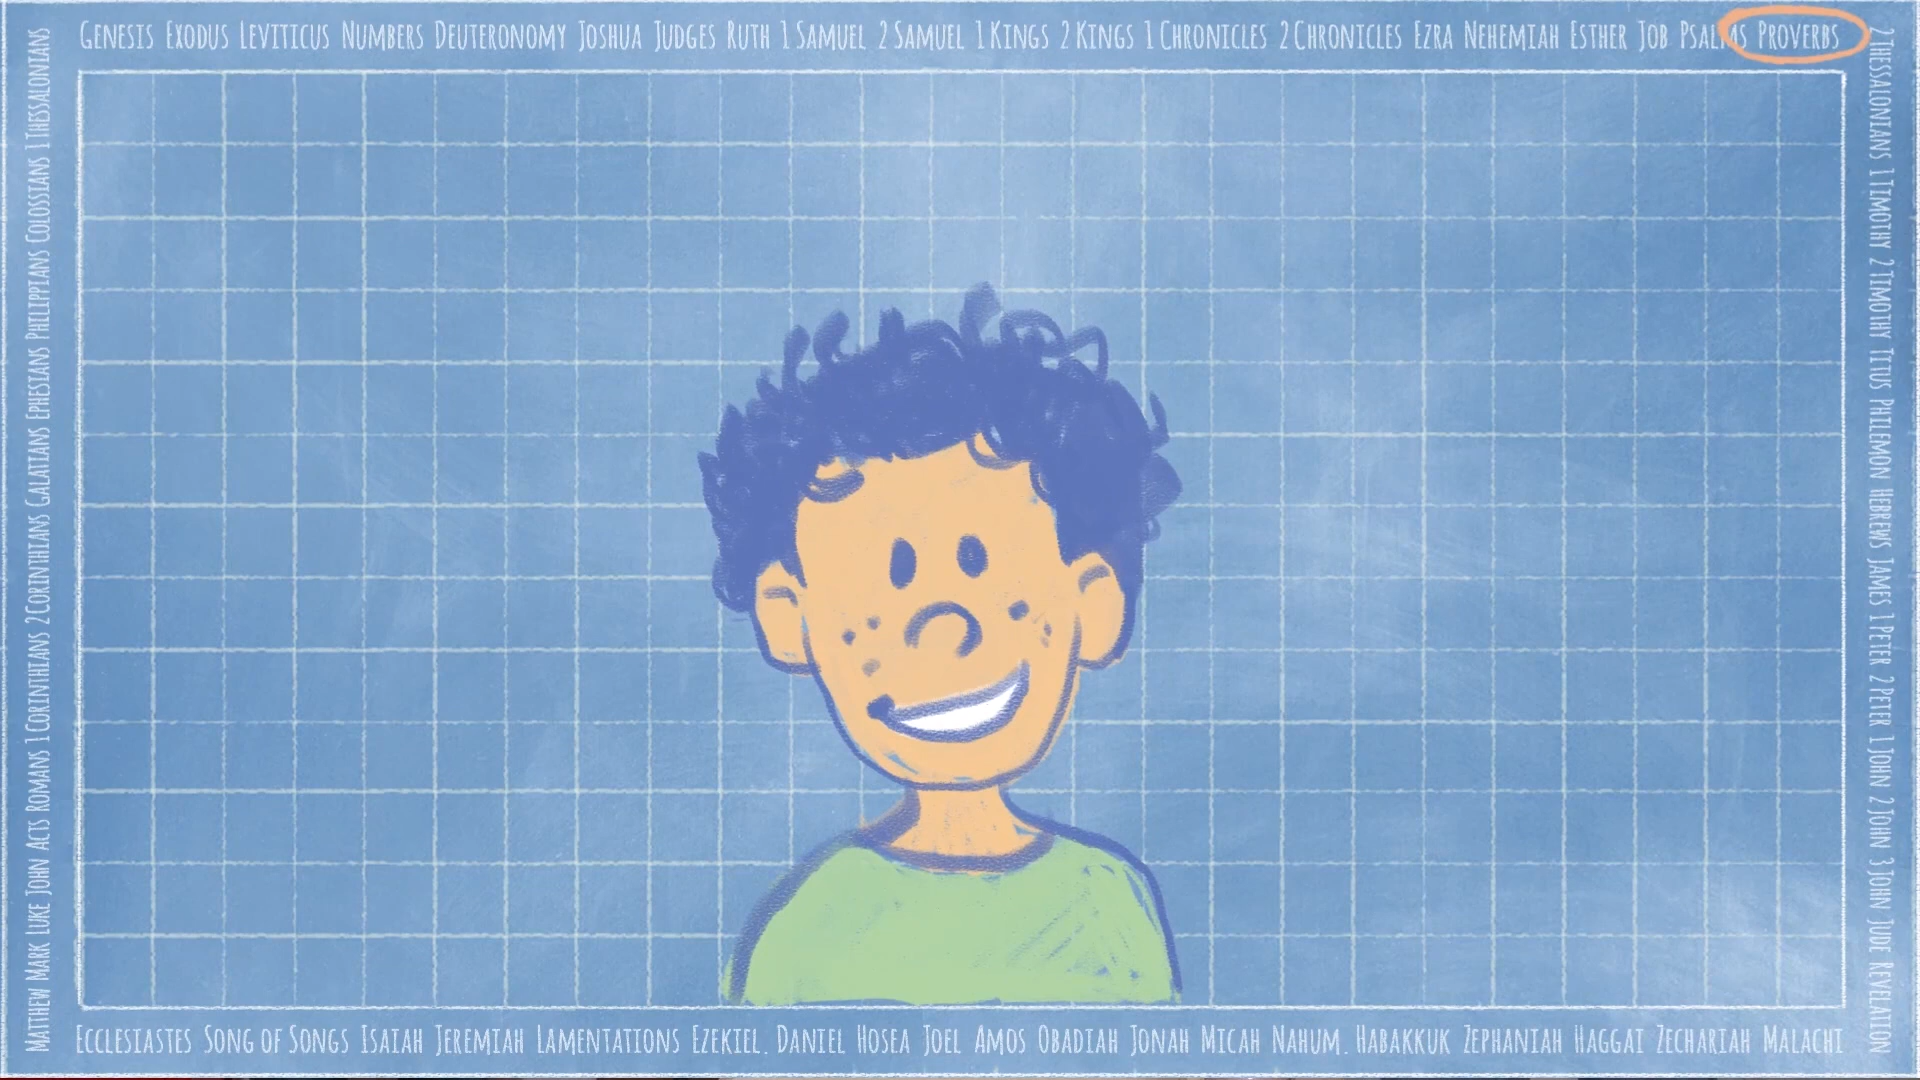 GENESIS EXODUS LEVITICUS NUMBERS DEUTERONOMY JOSHUA JUDGES RUTH 1 SAMUEL 2 SAMUEL 1 KINGS 2 KINGS 1 CHRONICLES 2 CHRONICLES EZRA NEHEMIAH ESTHER JOB PSALMS PROVERBS
ECCLESIASTES SONG OF SONGS ISAIAH JEREMIAH LAMENTATIONS EZEKIEL. DANIEL HOSEA JOEL AMOS OBADIAH JONAH MICAH NAHUM. HABAKKUK ZEPHANIAH HAGGAI ZECHARIAH MALACHI
MATTHEW MARK LUKE JOHN ACTS ROMANS 1 CORINTHIANS 2 CORINTHIANS GALATIANS EPHESIANS PHILIPPIANS COLOSSIANS 1 THESSALONIANS
2 THESSALONIANS 1 TIMOTHY 2 TIMOTHY TITUS PHILEMON HEBREWS JAMES 1 PETER 2 PETER 1 JOHN 2 JOHN 3 JOHN JUDE REVELATION